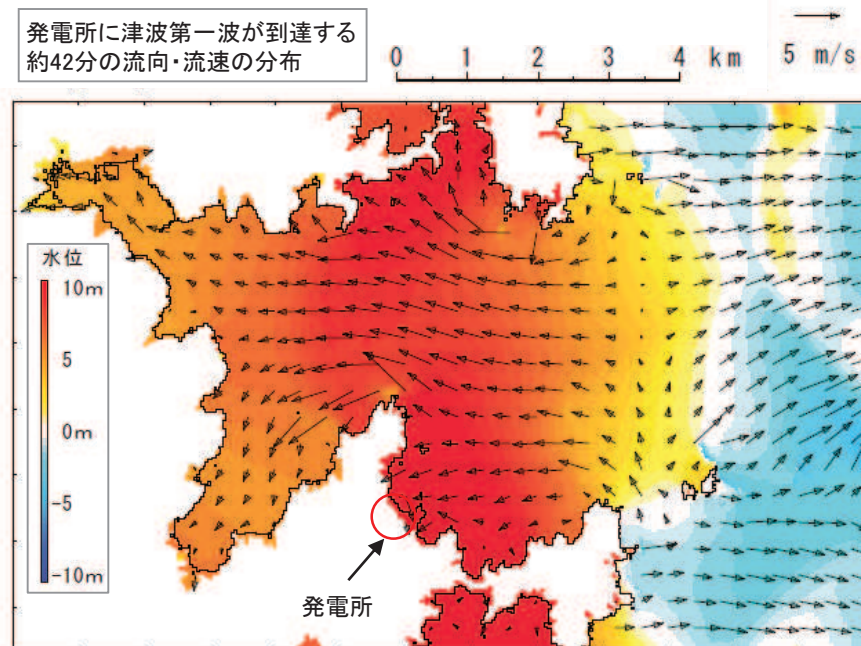 発電所に津波第一波が到達する
約42分の流向・流速の分布
0 1 2 3 4 km
5 m/s
水位
10m
5
0m
-5
-10m
発電所